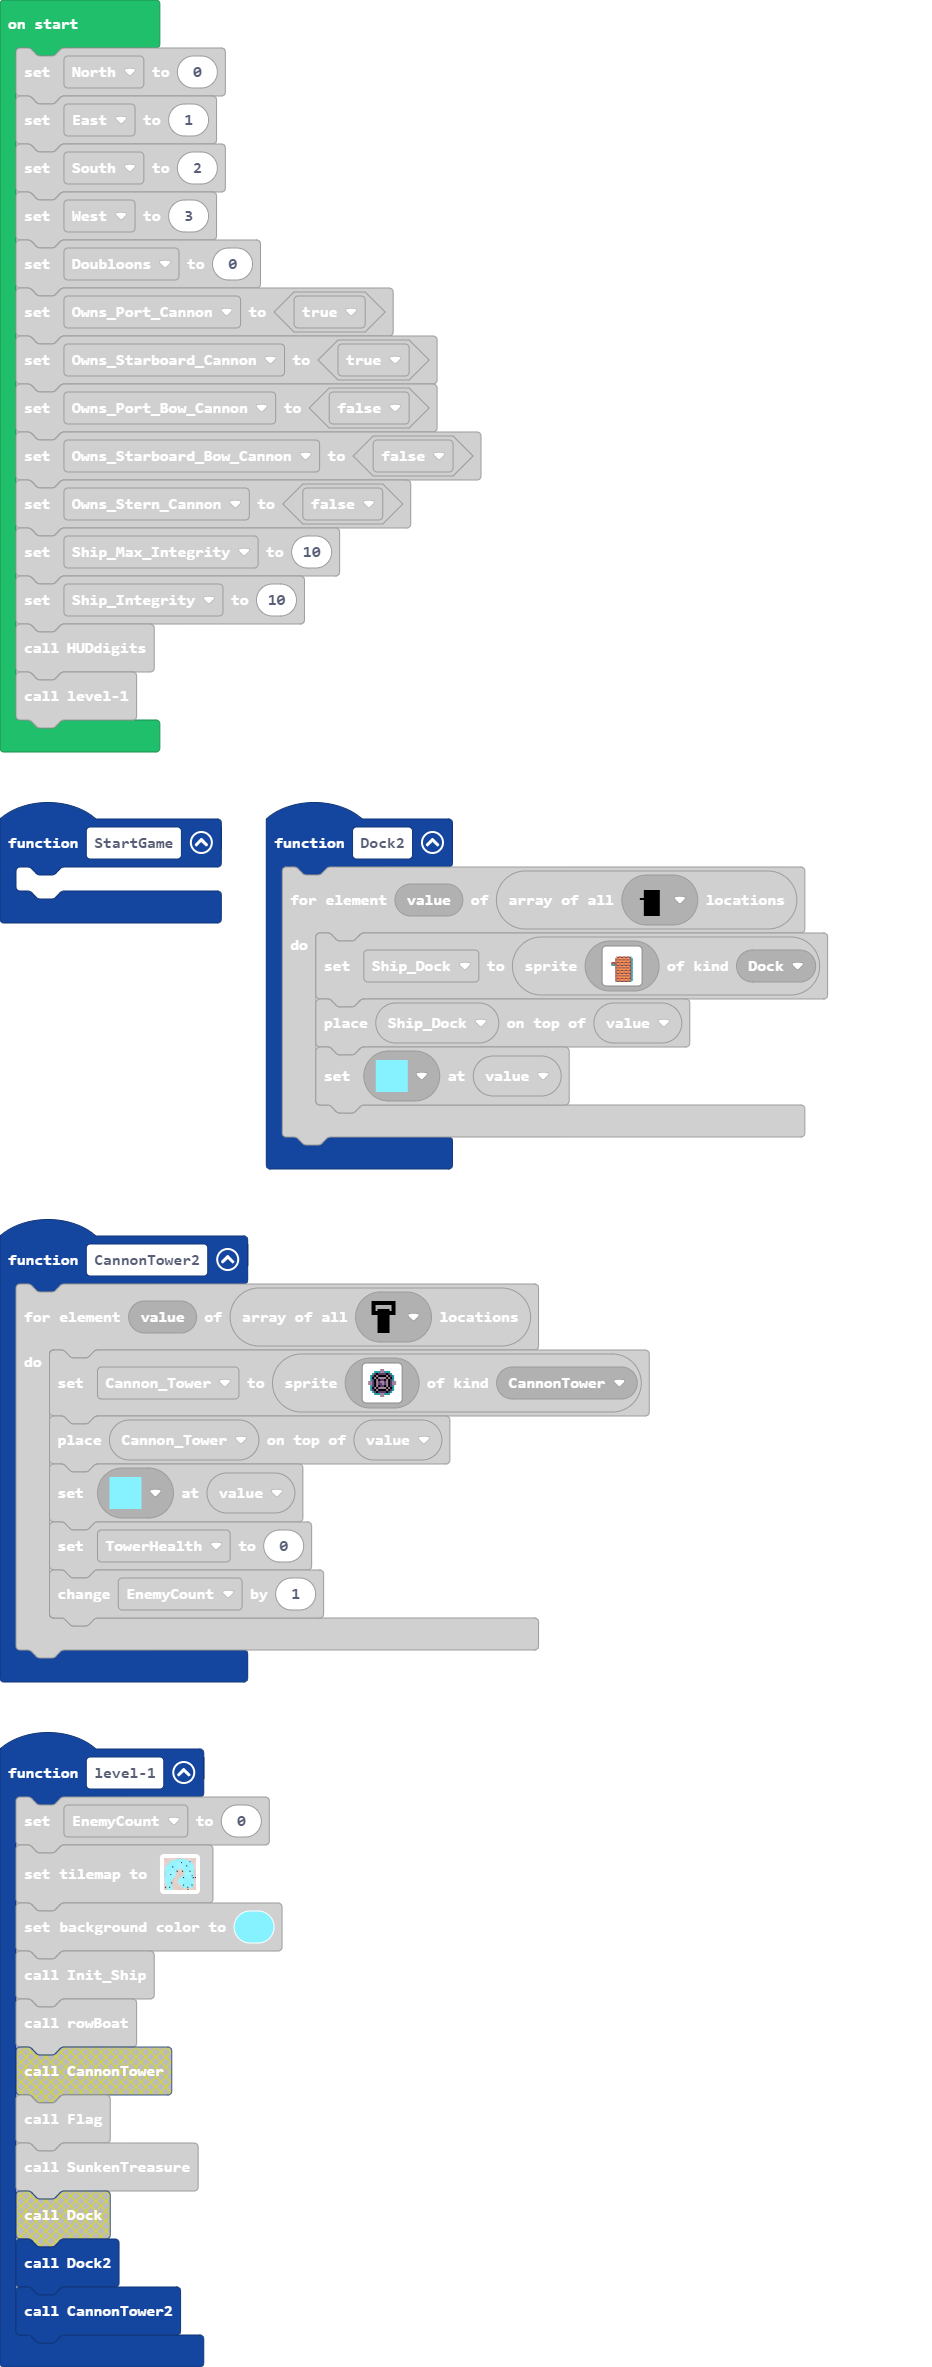 on start
set North to 0
set East to 1
set South to 2
set West to 3
set Doubloons to 0
set Owns_Port_Cannon to true
set Owns_Starboard_Cannon to true
set Owns_Port_Bow_Cannon to false
set Owns_Starboard_Bow_Cannon to false
set Owns_Stern_Cannon to false
set Ship_Max_Integrity to 10
set Ship_Integrity to 10
call HUDdigits
call level-1
function StartGame
function Dock2
for element value of array of all locations
do
set Ship_Dock to sprite of kind Dock
place Ship_Dock on top of value
set at value
function CannonTower2
for element value of array of all locations
do
set Cannon_Tower to sprite of kind CannonTower
place Cannon_Tower on top of value
set at value
set TowerHealth to 0
change EnemyCount by 1
function level-1
set EnemyCount to 0
set tilemap to
set background color to
call Init_Ship
call rowBoat
call CannonTower
call Flag
call SunkenTreasure
call Dock
call Dock2
call CannonTower2